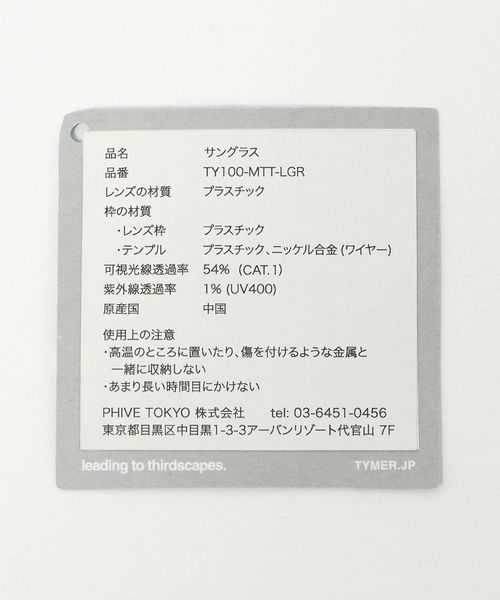 品名 サングラス
品番 TY100-MTT-LGR
レンズの材質 プラスチック
枠の材質
・レンズ枠 プラスチック
・テンプル プラスチック、ニッケル合金(ワイヤー)
可視光線透過率 54% (CAT.1)
紫外線透過率 1%(UV400)
原産国 中国
使用上の注意
・高温のところに置いたり、傷を付けるような金属と
一緒に収納しない
・あまり長い時間目にかけない
PHIVE TOKYO 株式会社 tel: 03-6451-0456
東京都目黒区中目黒1-3-3アーバンリゾート代官山 7F
leading to thirdscapes. TYMER.JP